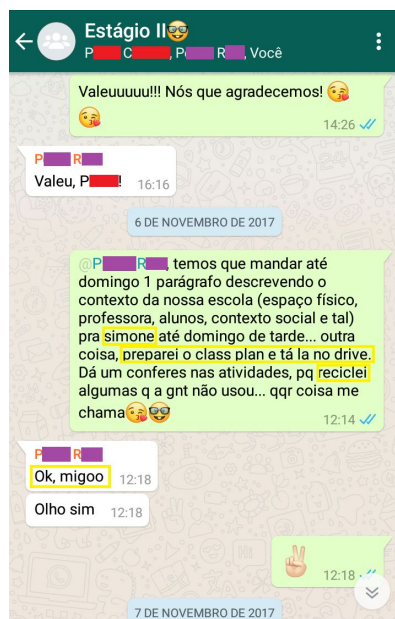 Estágio II🤓
P C , P R , Você
Valeuuuuu!!! Nós que agradecemos! 😘
😘
14:26
P R
Valeu, P ! 16:16
6 DE NOVEMBRO DE 2017
@P R , temos que mandar até
domingo 1 parágrafo descrevendo o
contexto da nossa escola (espaço físico,
professora, alunos, contexto social e tal)
pra simone até domingo de tarde... outra
coisa, preparei o class plan e tá la no drive.
Dá um conferes nas atividades, pq reciclei
algumas q a gnt não usou... qqr coisa me
chama😘🤓
12:14
P R
Ok, migoo 12:18
Olho sim 12:18
✌🏻
12:18
7 DE NOVEMBRO DE 2017